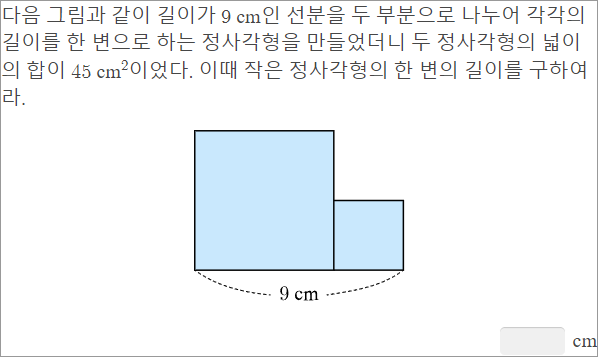 다음 그림과 같이 길이가 9 cm인 선분을 두 부분으로 나누어 각각의
길이를 한 변으로 하는 정사각형을 만들었더니 두 정사각형의 넓이
의 합이 45 cm²이었다. 이때 작은 정사각형의 한 변의 길이를 구하여
라.
9 cm
cm